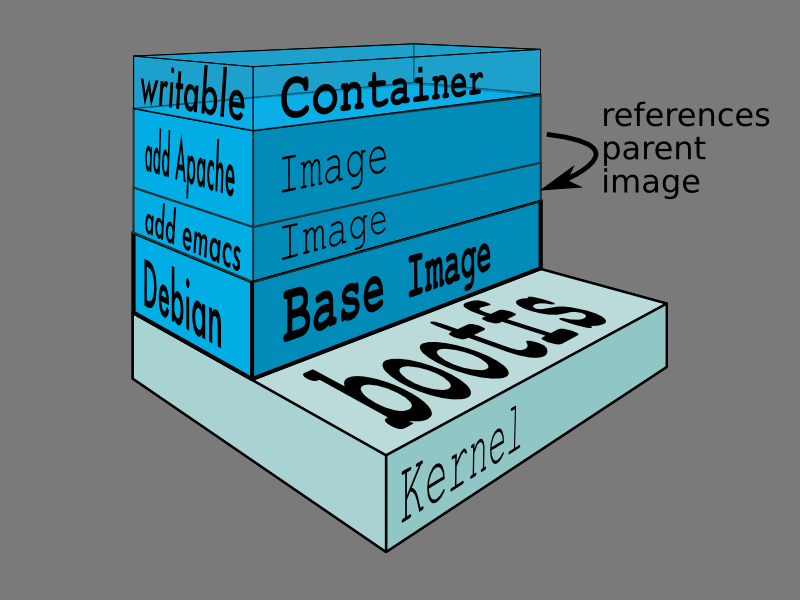 writable Container
references
parent
image
add Apache Image
add emacs Image
Debian Base Image
bootfs
Kernel